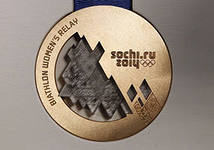 BIATHLON WOMEN'S RELAY
sochi.ru
2014